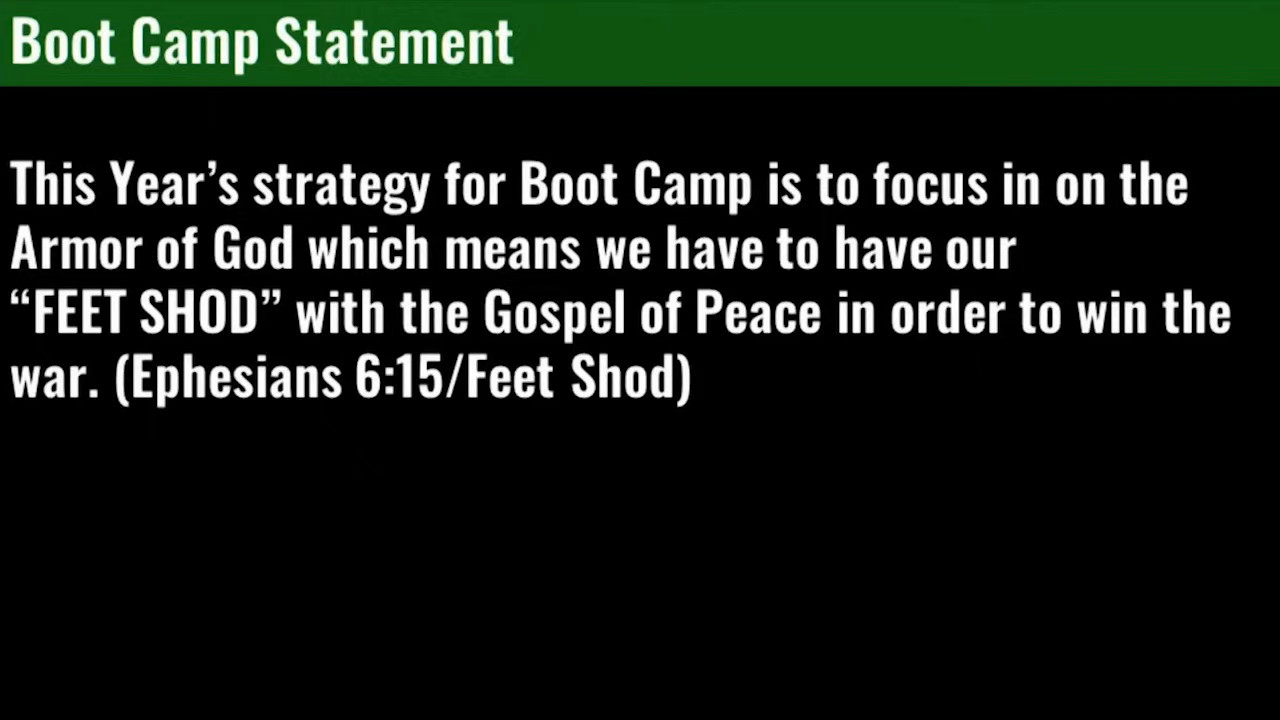 Boot Camp Statement
This Year’s strategy for Boot Camp is to focus in on the
Armor of God which means we have to have our
“FEET SHOD” with the Gospel of Peace in order to win the
war. (Ephesians 6:15/Feet Shod)